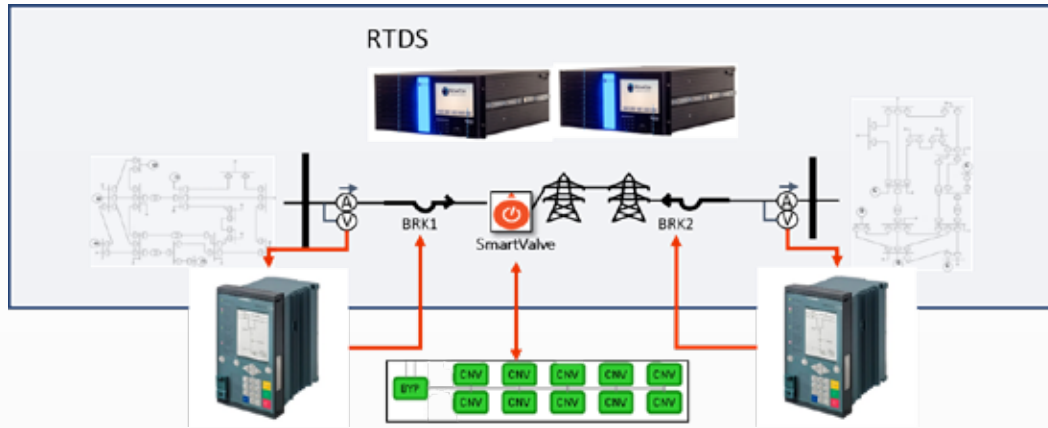 RTDS
A
V
BRK1
SmartValve
BRK2
A
V
BYP
CNV CNV CNV CNV CNV
CNV CNV CNV CNV CNV